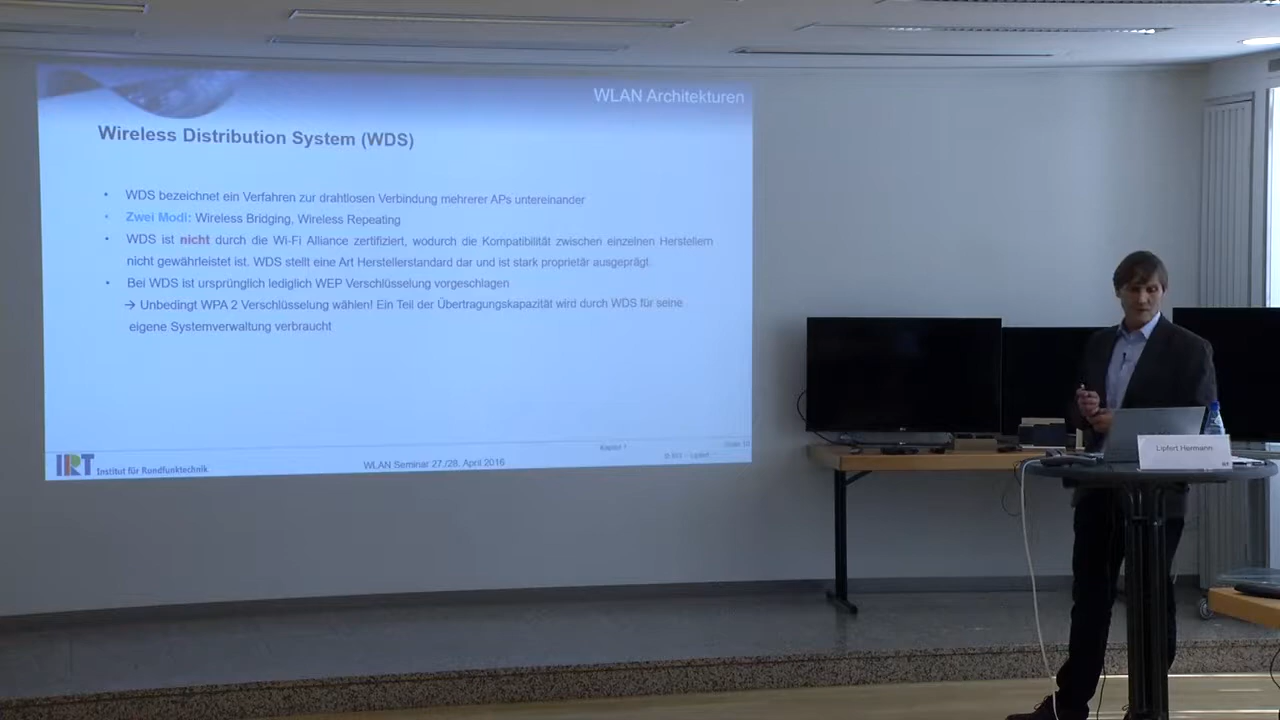 WLAN Architekturen
Wireless Distribution System (WDS)
• WDS bezeichnet ein Verfahren zur drahtlosen Verbindung mehrerer APs untereinander
• Zwei Modi: Wireless Bridging, Wireless Repeating
• WDS ist nicht durch die Wi-Fi Alliance zertifiziert, wodurch die Kompatibilität zwischen einzelnen Herstellern
nicht gewährleistet ist. WDS stellt eine Art Herstellerstandard dar und ist stark proprietär ausgeprägt.
• Bei WDS ist ursprünglich lediglich WEP Verschlüsselung vorgeschlagen
→ Unbedingt WPA 2 Verschlüsselung wählen! Ein Teil der Übertragungskapazität wird durch WDS für seine
eigene Systemverwaltung verbraucht
IRT Institut für Rundfunktechnik
WLAN Seminar 27./28. April 2016
Kapitel
© IRT - Lipfert
Lipfert Hermann